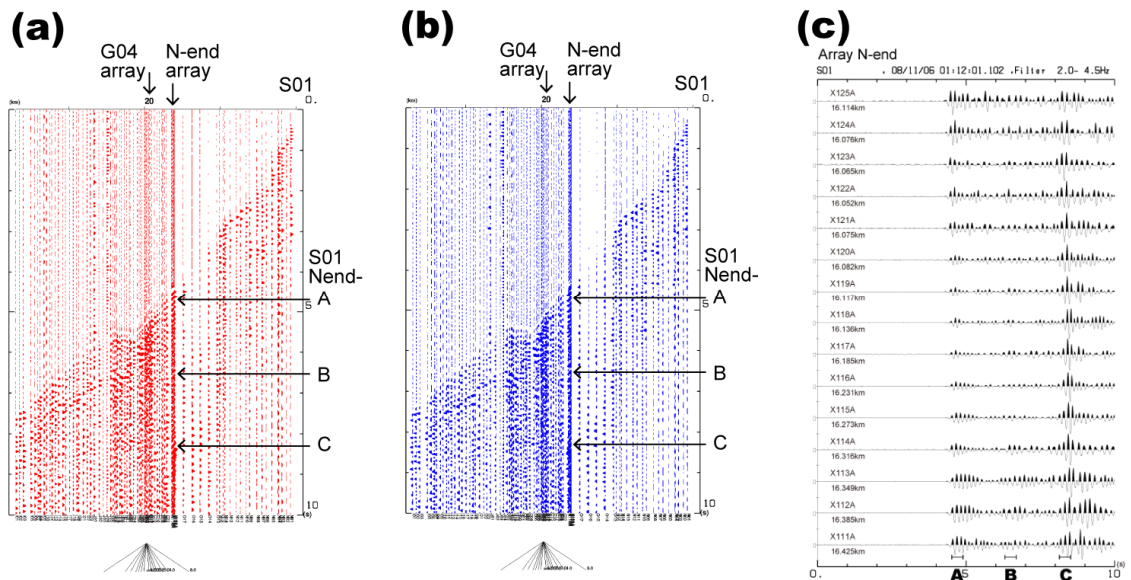 (a)
G04
array
N-end
array
S01
(km)
20
0.
S01
Nend-
A
5
B
C
10
(s)
(b)
G04
array
N-end
array
S01
(km)
20
0.
S01
Nend-
A
5
B
C
10
(s)
(c)
Array N-end
S01 . 08/11/06 01:12:01.102 .Filter 2.0- 4.5Hz
X125A
16.114km
X124A
16.076km
X123A
16.065km
X122A
16.052km
X121A
16.075km
X120A
16.082km
X119A
16.117km
X118A
16.136km
X117A
16.185km
X116A
16.231km
X115A
16.273km
X114A
16.316km
X113A
16.349km
X112A
16.385km
X111A
16.425km
0. 5 10
(s)
A B C